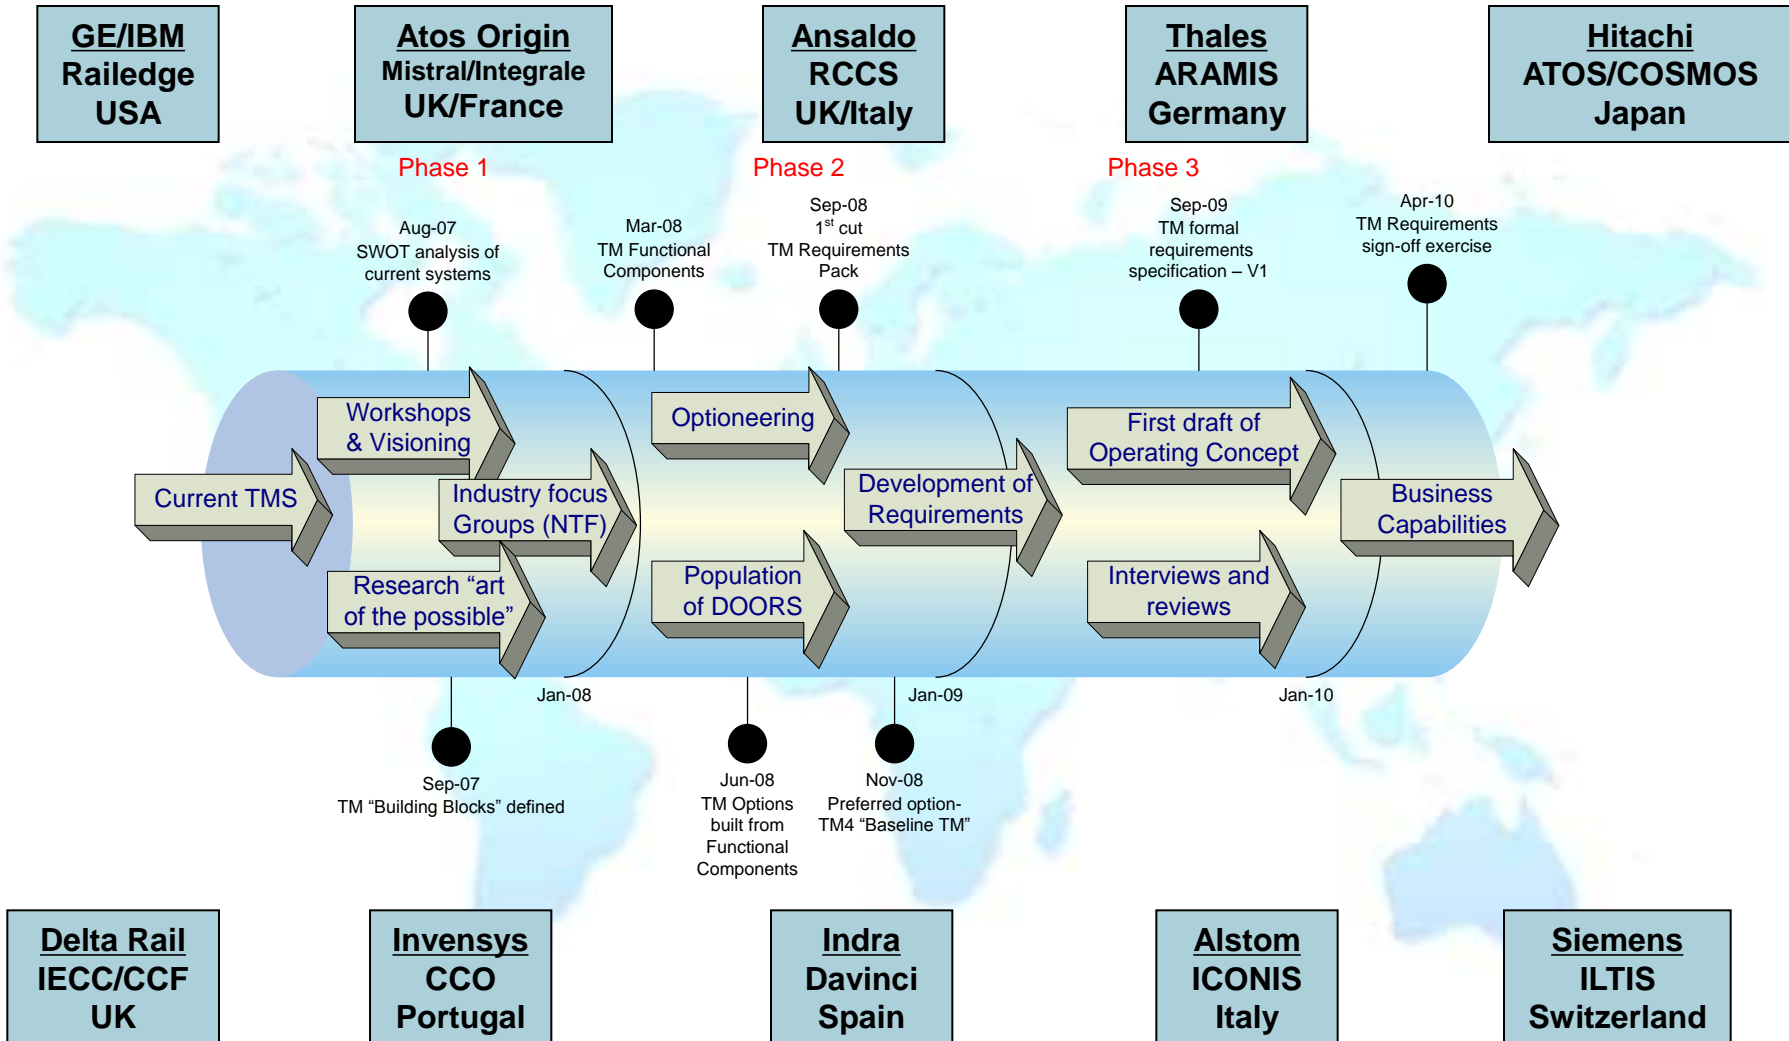 GE/IBM
Railedge
USA
Atos Origin
Mistral/Integrale
UK/France
Ansaldo
RCCS
UK/Italy
Thales
ARAMIS
Germany
Hitachi
ATOS/COSMOS
Japan
Phase 1
Phase 2
Phase 3
Aug-07
SWOT analysis of
current systems
Mar-08
TM Functional
Components
Sep-08
1st cut
TM Requirements
Pack
Sep-09
TM formal
requirements
specification – V1
Apr-10
TM Requirements
sign-off exercise
Current TMS
Workshops
& Visioning
Industry focus
Groups (NTF)
Research “art
of the possible”
Optioneering
Population
of DOORS
Development of
Requirements
First draft of
Operating Concept
Interviews and
reviews
Business
Capabilities
Jan-08
Jan-09
Jan-10
Sep-07
TM “Building Blocks” defined
Jun-08
TM Options
built from
Functional
Components
Nov-08
Preferred option-
TM4 “Baseline TM”
Delta Rail
IECC/CCF
UK
Invensys
CCO
Portugal
Indra
Davinci
Spain
Alstom
ICONIS
Italy
Siemens
ILTIS
Switzerland